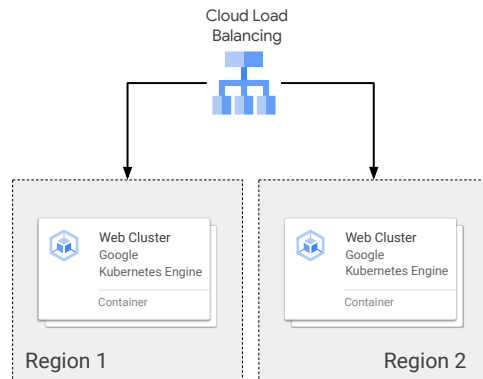 Cloud Load
Balancing
Web Cluster
Google
Kubernetes Engine
Container
Region 1
Web Cluster
Google
Kubernetes Engine
Container
Region 2